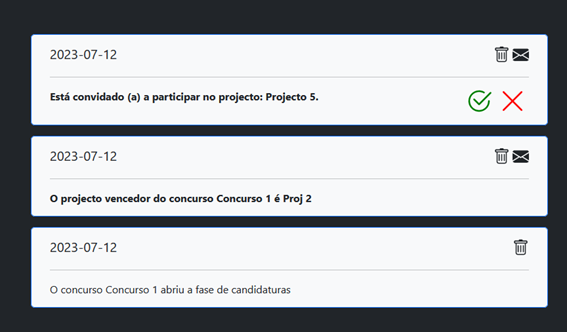 2023-07-12
Está convidado (a) a participar no projecto: Projecto 5.
2023-07-12
O projecto vencedor do concurso Concurso 1 é Proj 2
2023-07-12
O concurso Concurso 1 abriu a fase de candidaturas